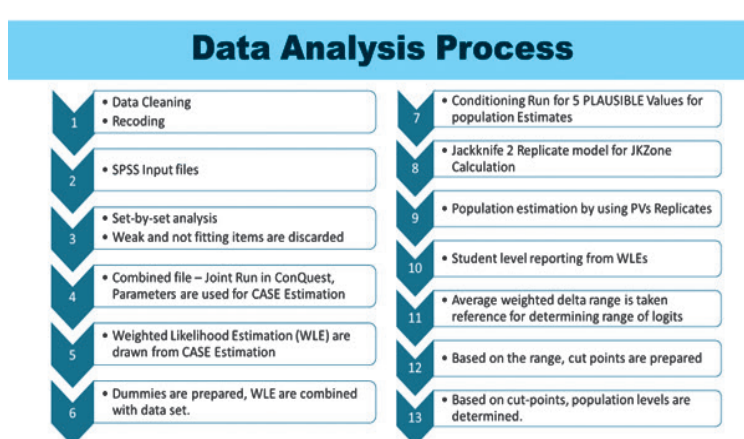 Data Analysis Process
1
• Data Cleaning
• Recoding
2
• SPSS Input files
3
• Set-by-set analysis
• Weak and not fitting items are discarded
4
• Combined file – Joint Run in ConQuest,
Parameters are used for CASE Estimation
5
• Weighted Likelihood Estimation (WLE) are
drawn from CASE Estimation
6
• Dummies are prepared, WLE are combined
with data set.
7
• Conditioning Run for 5 PLAUSIBLE Values for
population Estimates
8
• Jackknife 2 Replicate model for JKZone
Calculation
9
• Population estimation by using PVs Replicates
10
• Student level reporting from WLEs
11
• Average weighted delta range is taken
reference for determining range of logits
12
• Based on the range, cut points are prepared
13
• Based on cut-points, population levels are
determined.